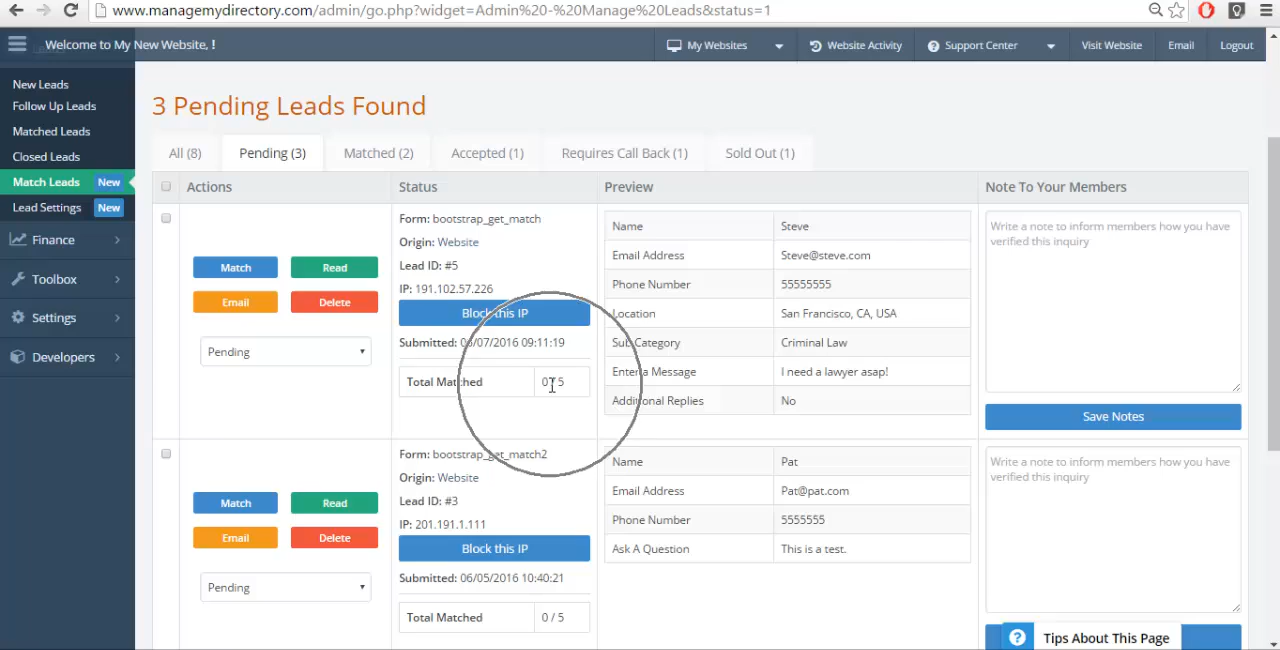 www.managemydirectory.com/admin/go.php?widget=Admin%20-%20Manage%20Leads&status=1
Welcome to My New Website, !
My Websites
Website Activity
Support Center
Visit Website
Email
Logout
New Leads
Follow Up Leads
Matched Leads
Closed Leads
Match Leads New
Lead Settings New
Finance
Toolbox
Settings
Developers
3 Pending Leads Found
All (8)
Pending (3)
Matched (2)
Accepted (1)
Requires Call Back (1)
Sold Out (1)
Actions
Status
Preview
Note To Your Members
Match
Read
Email
Delete
Pending
Form: bootstrap_get_match
Origin: Website
Lead ID: #5
IP: 191.102.57.226
Block this IP
Submitted: 06/07/2016 09:11:19
Total Matched 0 / 5
Name Steve
Email Address Steve@steve.com
Phone Number 55555555
Location San Francisco, CA, USA
Sub Category Criminal Law
Enter a Message I need a lawyer asap!
Additional Replies No
Write a note to inform members how you have
verified this inquiry
Save Notes
Match
Read
Email
Delete
Pending
Form: bootstrap_get_match2
Origin: Website
Lead ID: #3
IP: 201.191.1.111
Block this IP
Submitted: 06/05/2016 10:40:21
Total Matched 0 / 5
Name Pat
Email Address Pat@pat.com
Phone Number 5555555
Ask A Question This is a test.
Write a note to inform members how you have
verified this inquiry
? Tips About This Page